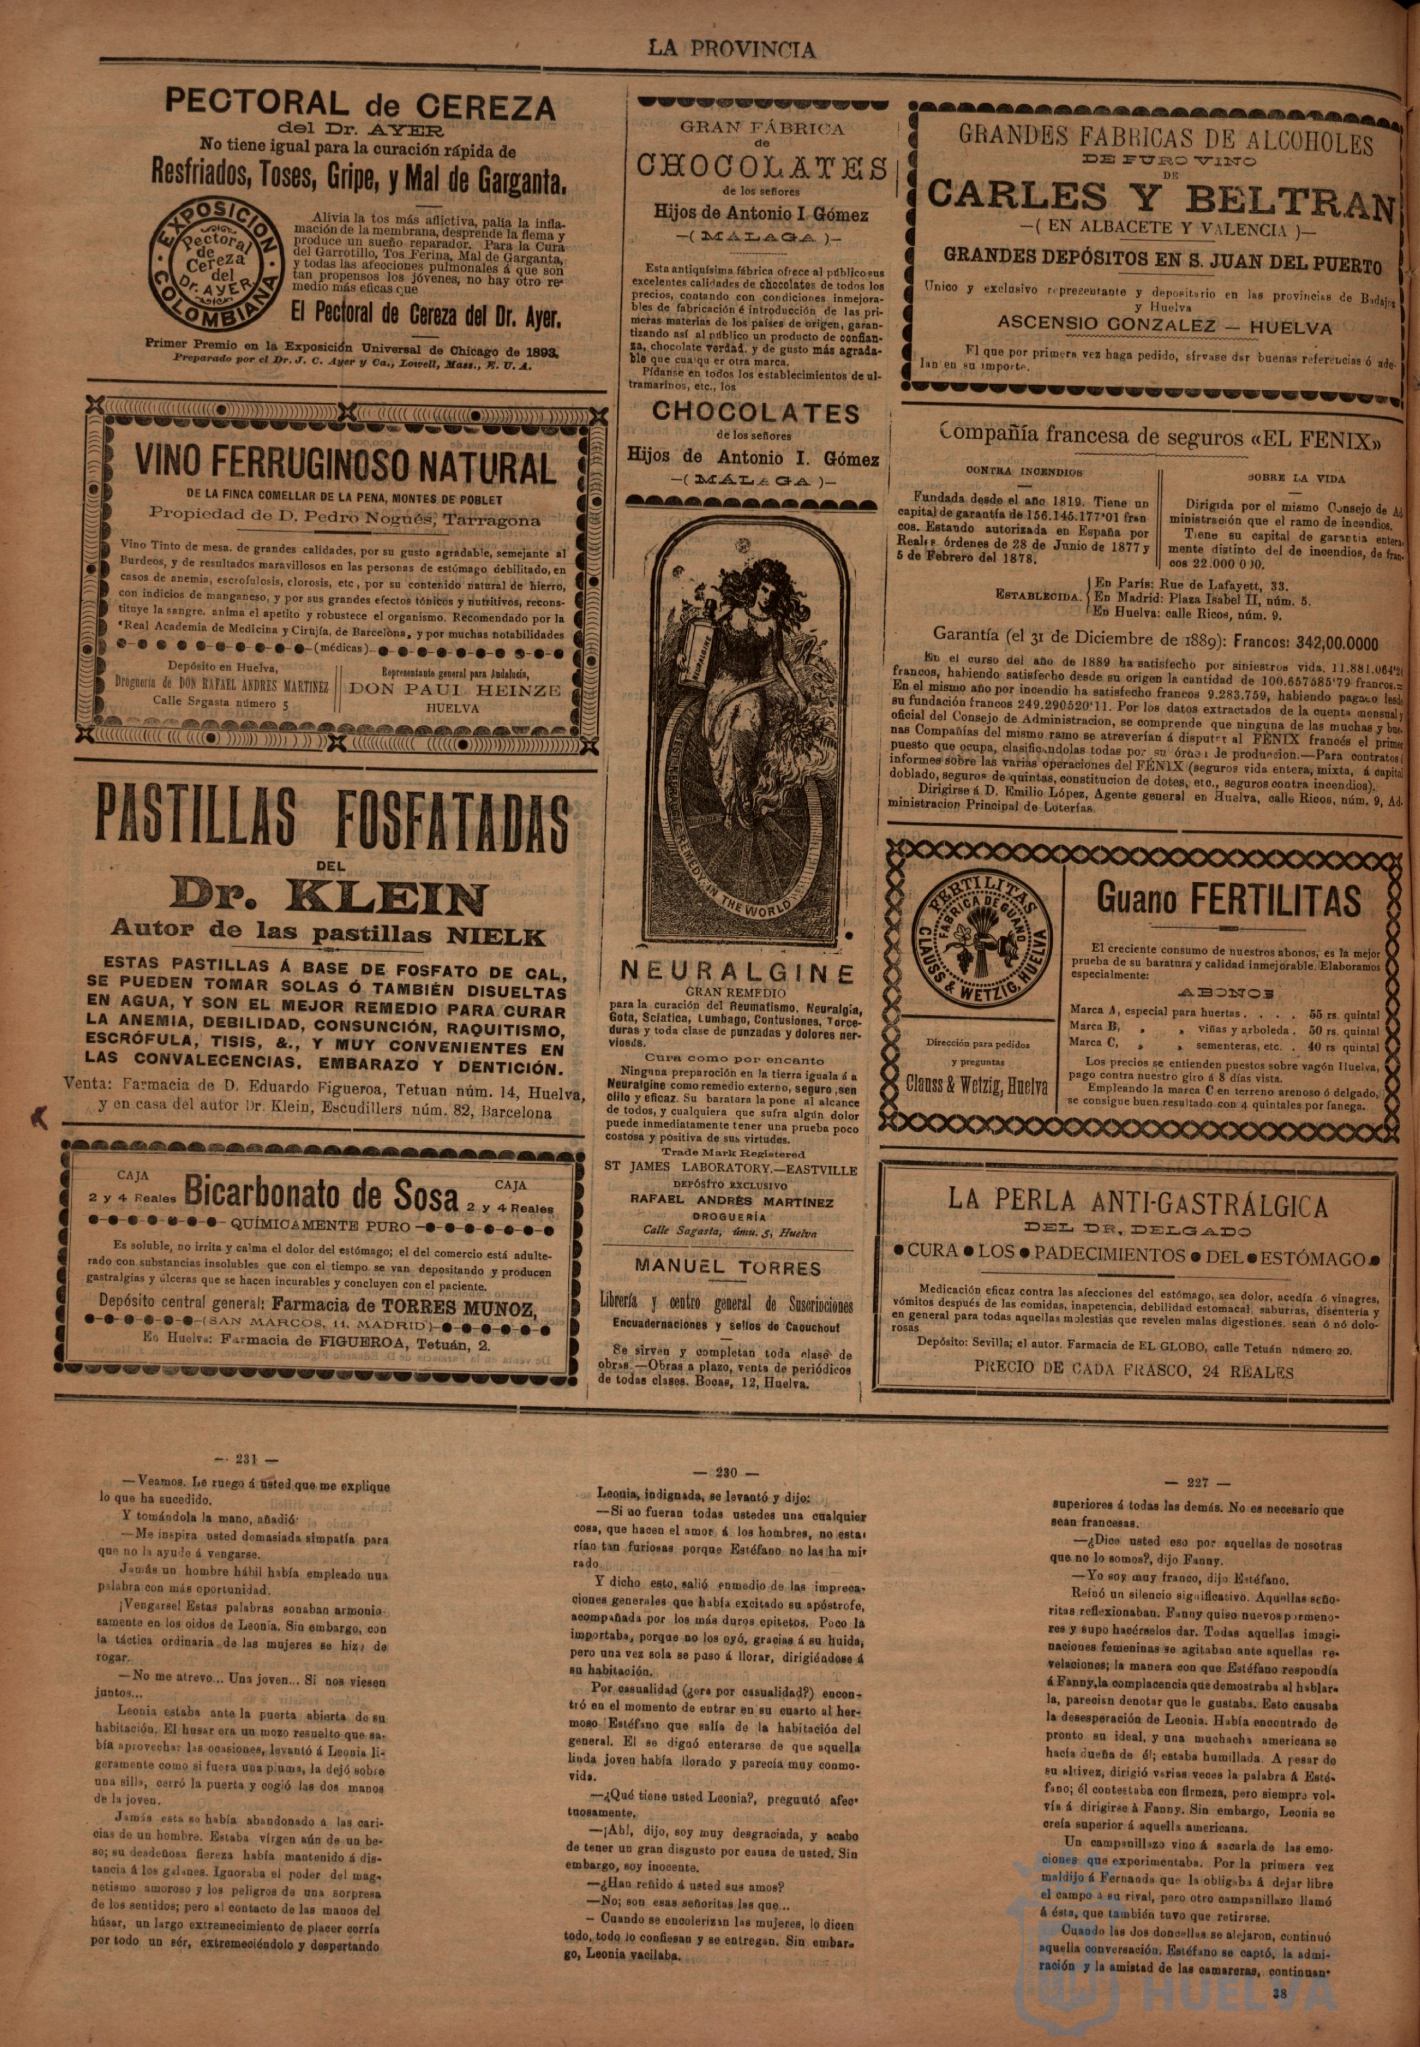 LA PROVINCIA
PECTORAL de CEREZA
del Dr. AYER
No tiene igual para la curación rápida de
Resfriados, Toses, Gripe, y Mal de Garganta.
EXPOSICION COLOMBIANA
Pectoral
de
Cereza
del
Dr. AYER
Alivia la tos más aflictiva, palía la infla-
mación de la membrana, desprende la flema y
produce un sueño reparador. Para la Cura
del Garrotillo, Tos Ferina, Mal de Garganta,
y todas las afecciones pulmonales á que son
tan propensos los jóvenes, no hay otro re-
medio más eficas que
El Pectoral de Cereza del Dr. Ayer.
Primer Premio en la Exposición Universal de Chicago de 1893.
Preparado por el Dr. J. C. Ayer y Ca., Lowell, Mass., E. U. A.
VINO FERRUGINOSO NATURAL
DE LA FINCA COMELLAR DE LA PENA, MONTES DE POBLET
Propiedad de D. Pedro Nogués, Tarragona
Vino Tinto de mesa. de grandes calidades, por su gusto agradable, semejante al
Burdeos, y de resultados maravillosos en las personas de estómago debilitado, en
casos de anemia, escrofulosis, clorosis, etc, por su contenido natural de hierro,
con indicios de manganeso, y por sus grandes efectos tónicos y nutritivos, recons-
tituye la sangre. anima el apetito y robustece el organismo. Recomendado por la
Real Academia de Medicina y Cirujía, de Barcelona, y por muchas notabilidades
(médicas)
Depósito en Huelva,
Droguería de DON RAFAEL ANDRES MARTINEZ
Calle Sagasta número 5
Representante general para Andalucía,
DON PAUL HEINZE
HUELVA
PASTILLAS FOSFATADAS
DEL
Dr. KLEIN
Autor de las pastillas NIELK
ESTAS PASTILLAS Á BASE DE FOSFATO DE CAL,
SE PUEDEN TOMAR SOLAS Ó TAMBIÉN DISUELTAS
EN AGUA, Y SON EL MEJOR REMEDIO PARA CURAR
LA ANEMIA, DEBILIDAD, CONSUNCIÓN, RAQUITISMO,
ESCRÓFULA, TISIS, &., Y MUY CONVENIENTES EN
LAS CONVALECENCIAS, EMBARAZO Y DENTICIÓN.
Venta: Farmacia de D. Eduardo Figueroa, Tetuan núm. 14, Huelva,
y en casa del autor Dr. Klein, Escudillers núm. 82, Barcelona
CAJA
2 y 4 Reales
Bicarbonato de Sosa
CAJA
2 y 4 Reales
QUÍMICAMENTE PURO
Es soluble, no irrita y calma el dolor del estómago; el del comercio está adulte-
rado con substancias insolubles que con el tiempo se van depositando y producen
gastralgias y úlceras que se hacen incurables y concluyen con el paciente.
Depósito central general: Farmacia de TORRES MUNOZ,
(SAN MARCOS, 11, MADRID)
En Huelva: Farmacia de FIGUEROA, Tetuán, 2.
GRAN FÁBRICA
de
CHOCOLATES
de los señores
Hijos de Antonio I. Gómez
—( MÁLAGA )—
Esta antiquísima fábrica ofrece al público sus
excelentes calidades de chocolates de todos los
precios, contando con condiciones inmejora-
bles de fabricación é introducción de las pri-
meras materias de los países de origen, garan-
tizando así al público un producto de confian-
za, chocolate verdad. y de gusto más agrada-
ble que cualqu er otra marca.
Pídanse en todos los establecimientos de ul-
tramarinos, etc., los
CHOCOLATES
de los señores
Hijos de Antonio I. Gómez
—( MÁLAGA )—
NEURALGINE
REMEDY IN THE WORLD
NEURALGINE
GRAN REMEDIO
para la curación del Reumatismo, Neuralgia,
Gota, Sciatica, Lumbago, Contusiones, Torce-
duras y toda clase de punzadas y dolores ner-
viosos.
Cura como por encanto
Ninguna preparación en la tierra iguala á a
Neuralgine como remedio externo, seguro, sen
cillo y eficaz. Su baratura la pone al alcance
de todos, y cualquiera que sufra algún dolor
puede inmediatamente tener una prueba poco
costosa y positiva de sus virtudes.
Trade Mark Registered
ST JAMES LABORATORY.—EASTVILLE
DEPÓSITO EXCLUSIVO
RAFAEL ANDRÉS MARTÍNEZ
DROGUERÍA
Calle Sagasta, úmu. 5, Huelva
MANUEL TORRES
Librería y centro general de Suscripciones
Encuadernaciones y sellos de Caouchout
Se sirven y completan toda clase de
obras.—Obras a plazo, venta de periódicos
de todas clases. Bocas, 12, Huelva.
GRANDES FABRICAS DE ALCOHOLES
DE PURO VINO
DE
CARLES Y BELTRAN
—( EN ALBACETE Y VALENCIA )—
GRANDES DEPÓSITOS EN S. JUAN DEL PUERTO
Unico y exclusivo representante y depositario en las provincias de Badajoz
y Huelva
ASCENSIO GONZALEZ — HUELVA
El que por primera vez haga pedido, sírvase dar buenas referencias ó ade-
lan en su importe.
Compañía francesa de seguros «EL FENIX»
CONTRA INCENDIOS
Fundada desde el año 1819. Tiene un
capital de garantía de 156.145.177'01 fran
cos. Estando autorizada en España por
Reales órdenes de 28 de Junio de 1877 y
5 de Febrero del 1878.
SOBRE LA VIDA
Dirigida por el mismo Consejo de Ad
ministración que el ramo de incendios.
Tiene su capital de garantía entera-
mente distinto del de incendios, de fran-
cos 22.000 000.
ESTABLECIDA.
En París: Rue de Lafayett, 33.
En Madrid: Plaza Isabel II, núm. 5.
En Huelva: calle Ricos, núm. 9.
Garantía (el 31 de Diciembre de 1889): Francos: 342,00.0000
En el curso del año de 1889 ha satisfecho por siniestros vida, 11.881.064'21
francos, habiendo satisfecho desde su origen la cantidad de 100.657585'79 francos.=
En el mismo año por incendio ha satisfecho francos 9.283.759, habiendo pagado desde
su fundación francos 249.290520'11. Por los datos extractados de la cuenta mensual y
oficial del Consejo de Administracion, se comprende que ninguna de las muchas y bue
nas Compañías del mismo ramo se atreverían á disputar al FÉNIX francés el primer
puesto que ocupa, clasificándolas todas por su órden de produccion.—Para contratos é
informes sobre las varias operaciones del FÉNIX (seguros vida entera, mixta, á capital
doblado, seguros de quintas, constitucion de dotes, etc., seguros contra incendios).
Dirigirse á D. Emilio López, Agente general en Huelva, calle Ricos, núm. 9, Ad-
ministracion Principal de Loterías.
FERTILITAS
FABRICA DE GUANO
CLAUSS & WETZIG, HUELVA
Dirección para pedidos
y preguntas
Clauss & Wetzig, Huelva
Guano FERTILITAS
El creciente consumo de nuestros abonos, es la mejor
prueba de su baratura y calidad inmejorable. Elaboramos
especialmente:
ABONOS
Marca A, especial para huertas . . . . 55 rs. quintal
Marca B, » » viñas y arboleda . 50 rs. quintal
Marca C, » » sementeras, etc. . 40 rs quintal
Los precios se entienden puestos sobre vagón Huelva,
pago contra nuestro giro á 8 días vista.
Empleando la marca C en terreno arenoso ó delgado,
se consigue buen resultado con 4 quintales por fanega.
LA PERLA ANTI-GASTRÁLGICA
DEL DR. DELGADO
CURA LOS PADECIMIENTOS DEL ESTÓMAGO
Medicación eficaz contra las afecciones del estómago, sea dolor, acedía ó vinagres,
vómitos después de las comidas, inapetencia, debilidad estomacal, saburras, disentería y
en general para todas aquellas molestias que revelen malas digestiones. sean ó nó dolo-
rosas
Depósito: Sevilla; el autor. Farmacia de EL GLOBO, calle Tetuán número 20.
PRECIO DE CADA FRASCO, 24 REALES
— 231 —
—Veamos. Le ruego á usted que me explique
lo que ha sucedido.
Y tomándola la mano, añadió:
—Me inspira usted demasiada simpatía para
que no la ayude á vengarse.
Jamás un hombre hábil había empleado una
palabra con más oportunidad.
¡Vengarse! Estas palabras sonaban armonio-
samente en los oidos de Leonia. Sin embargo, con
la táctica ordinaria de las mujeres se hizo de
rogar.
—No me atrevo... Una joven... Si nos viesen
juntos...
Leonia estaba ante la puerta abierta de su
habitación. El husar era un mozo resuelto que sa-
bía aprovechar las ocasiones, levantó á Leonia li-
geramente como si fuera una pluma, la dejó sobre
una silla, cerró la puerta y cogió las dos manos
de la joven.
Jamás esta se había abandonado á las cari-
cias de un hombre. Estaba vírgen aún de un be-
so; su desdeñosa fiereza había mantenido á dis-
tancia á los galanes. Ignoraba el poder del mag-
netismo amoroso y los peligros de una sorpresa
de los sentidos; pero al contacto de las manos del
húsar, un largo extremecimiento de placer corría
por todo un sér, extremeciéndolo y despertando
— 230 —
Leonia, indignada, se levantó y dijo:
—Si no fueran todas ustedes una cualquier
cosa, que hacen el amor á los hombres, no esta-
rían tan furiosas porque Estéfano no las ha mi-
rado
Y dicho esto, salió enmedio de las impreca-
ciones generales que había excitado su apóstrofe,
acompañada por los más duros epitetos. Poco la
importaba, porque no los oyó, gracias á su huida,
pero una vez sola se paso á llorar, dirigiéndose á
su habitación.
Por casualidad (¿era por casualidad?) encon-
tró en el momento de entrar en su cuarto al her-
moso Estéfano que salía de la habitación del
general. El se dignó enterarse de que aquella
linda joven había llorado y parecía muy conmo-
vida.
—¿Qué tiene usted Leonia?, preguntó afec-
tuosamente.
—¡Ah!, dijo, soy muy desgraciada, y acabo
de tener un gran disgusto por causa de usted. Sin
embargo, soy inocente.
—¿Han reñido á usted sus amos?
—No; son esas señoritas las que...
— Cuando se encolerizan las mujeres, lo dicen
todo, todo lo confiesan y se entregan. Sin embar-
go, Leonia vacilaba.
— 227 —
superiores á todas las demás. No es necesario que
sean francesas.
—¿Dice usted eso por aquellas de nosotras
que no lo somos?, dijo Fanny.
—Yo soy muy franco, dijo Estéfano.
Reinó un silencio significativo. Aquellas seño-
ritas reflexionaban. Fanny quiso nuevos pormeno-
res y supo hacérselos dar. Todas aquellas imagi-
naciones femeninas se agitaban ante aquellas re-
velaciones; la manera con que Estéfano respondía
á Fanny, la complacencia que demostraba al hablar-
la, parecían denotar que le gustaba. Esto causaba
la desesperación de Leonia. Había encontrado de
pronto su ideal, y una muchacha americana se
hacía dueña de él; estaba humillada. A pesar de
su altivez, dirigió varias veces la palabra á Esté-
fano; él contestaba con firmeza, pero siempre vol-
vía á dirigirse à Fanny. Sin embargo, Leonia se
creía superior á aquella americana.
Un campanillazo vino á sacarla de las emo-
ciones que experimentaba. Por la primera vez
maldijo á Fernanda que la obligaba á dejar libre
el campo á su rival, pero otro campanillazo llamó
á ésta, que también tuvo que retirarse.
Cuando las dos doncellas se alejaron, continuó
aquella conversación. Estéfano se captó, la admi-
ración y la amistad de las camareras, continuan-
38
HUELVA